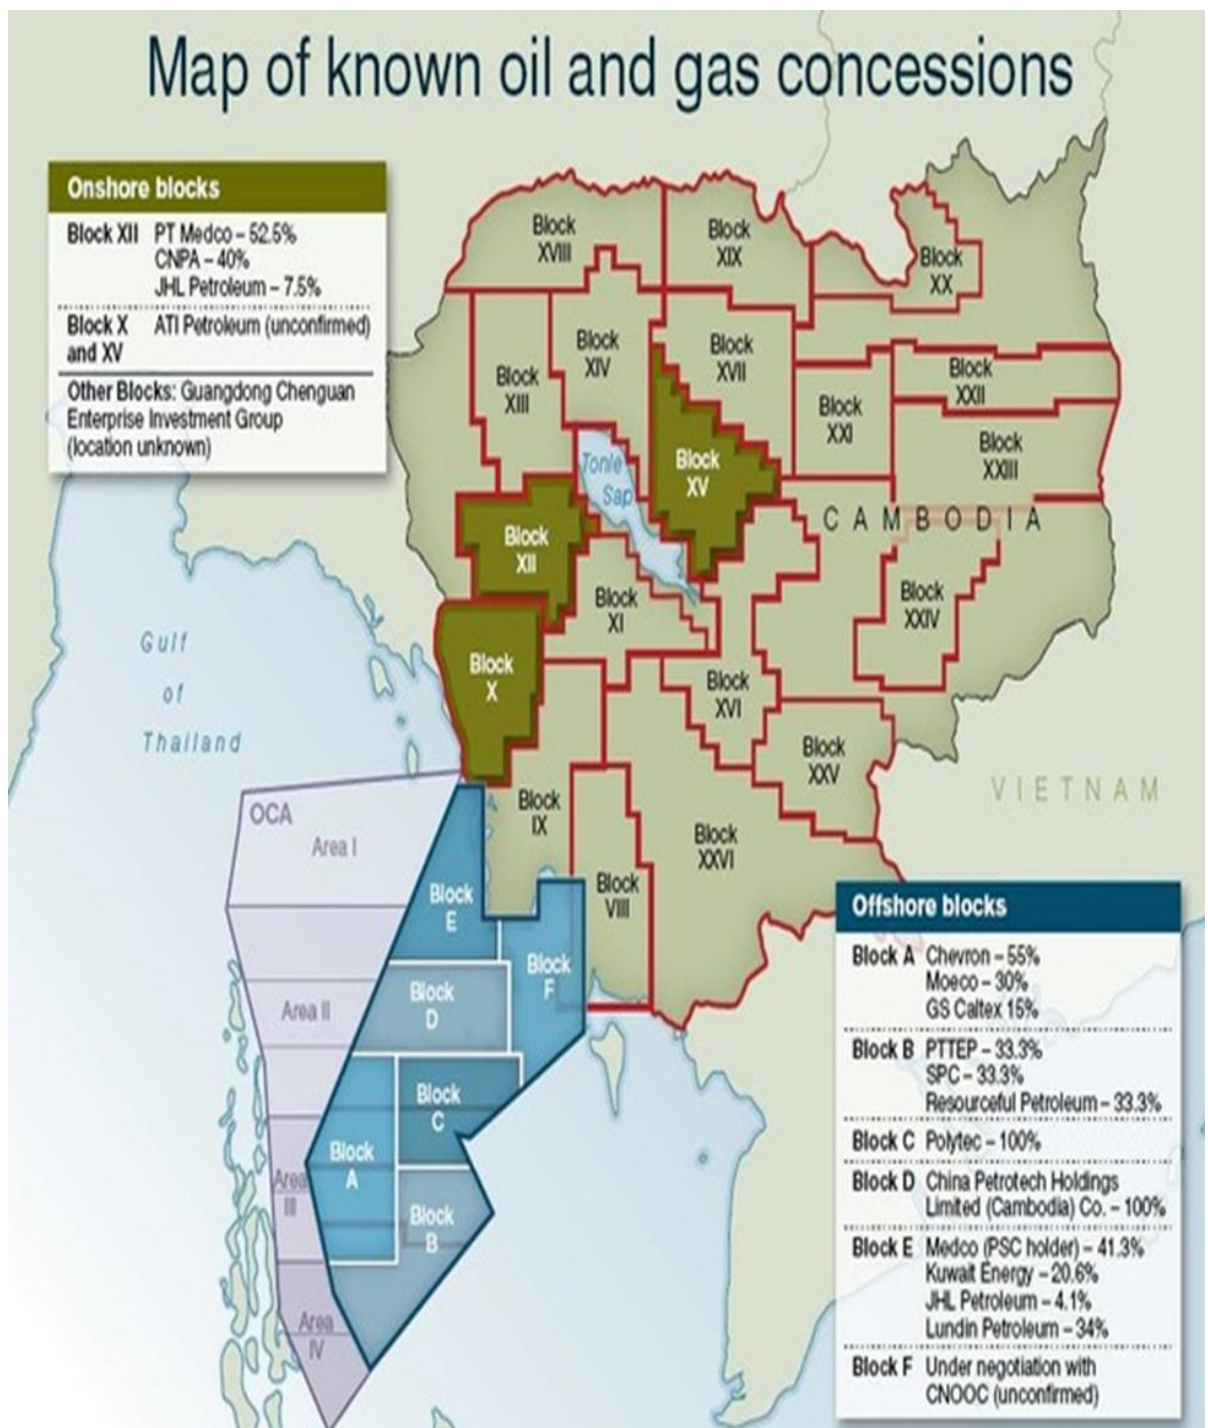 Map of known oil and gas concessions
Onshore blocks
Block XII PT Medco – 52.5%
CNPA – 40%
JHL Petroleum – 7.5%
Block X ATI Petroleum (unconfirmed)
and XV
Other Blocks: Guangdong Chenguan
Enterprise Investment Group
(location unknown)
Block
XVIII
Block
XIX
Block
XX
Block
XIII
Block
XIV
Block
XVII
Block
XXI
Block
XXII
Block
XXIII
Tonle
Sap
Block
XV
CAMBODIA
Block
XII
Block
XI
Block
XXIV
Block
X
Block
XVI
Block
XXV
Gulf
of
Thailand
VIETNAM
Block
IX
Block
XXVI
Block
VIII
OCA
Area I
Area II
Area
III
Area
IV
Block
E
Block
F
Block
D
Block
C
Block
A
Block
B
Offshore blocks
Block A Chevron – 55%
Moeco – 30%
GS Caltex 15%
Block B PTTEP – 33.3%
SPC – 33.3%
Resourceful Petroleum – 33.3%
Block C Polytec – 100%
Block D China Petrotech Holdings
Limited (Cambodia) Co. – 100%
Block E Medco (PSC holder) – 41.3%
Kuwait Energy – 20.6%
JHL Petroleum – 4.1%
Lundin Petroleum – 34%
Block F Under negotiation with
CNOOC (unconfirmed)